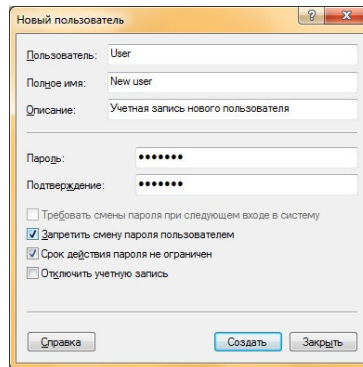 Новый пользователь
Пользователь: User
Полное имя: New user
Описание: Учетная запись нового пользователя
Пароль: •••••••
Подтверждение: •••••••
Требовать смены пароля при следующем входе в систему
Запретить смену пароля пользователем
Срок действия пароля не ограничен
Отключить учетную запись
Справка Создать Закрыть